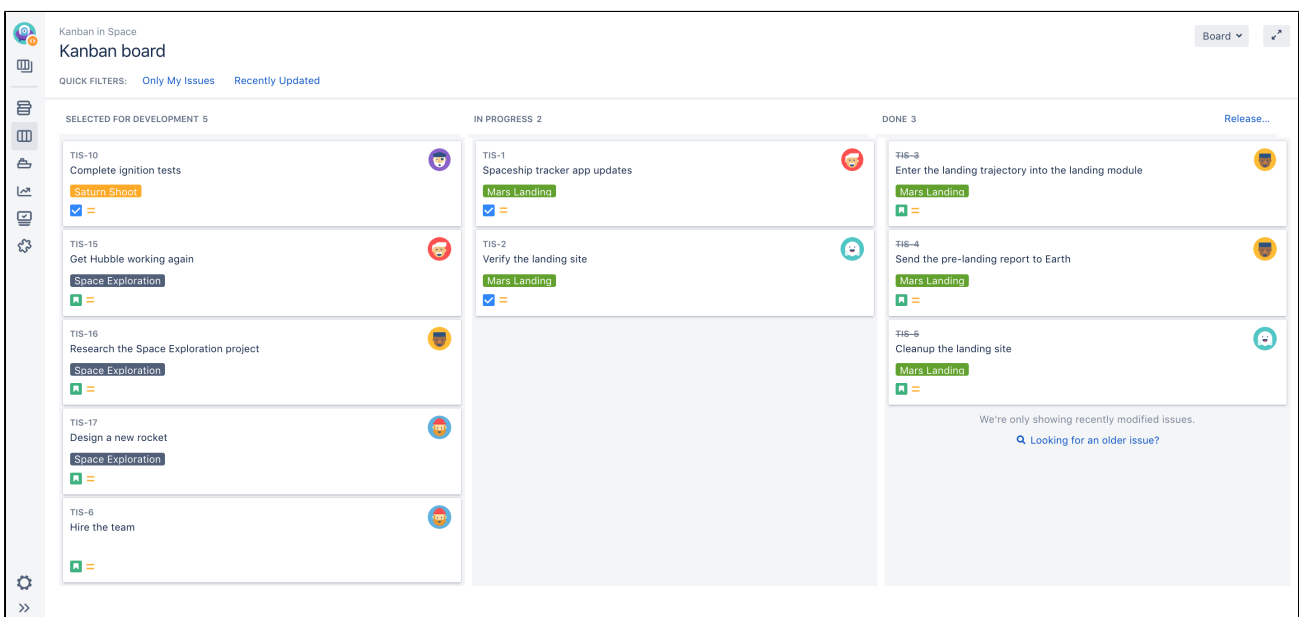 Kanban in Space
Kanban board
Board
QUICK FILTERS: Only My Issues Recently Updated
SELECTED FOR DEVELOPMENT 5
TIS-10
Complete ignition tests
Saturn Shoot
TIS-15
Get Hubble working again
Space Exploration
TIS-16
Research the Space Exploration project
Space Exploration
TIS-17
Design a new rocket
Space Exploration
TIS-6
Hire the team
IN PROGRESS 2
TIS-1
Spaceship tracker app updates
Mars Landing
TIS-2
Verify the landing site
Mars Landing
DONE 3
Release...
TIS-3
Enter the landing trajectory into the landing module
Mars Landing
TIS-4
Send the pre-landing report to Earth
Mars Landing
TIS-5
Cleanup the landing site
Mars Landing
We're only showing recently modified issues.
Looking for an older issue?